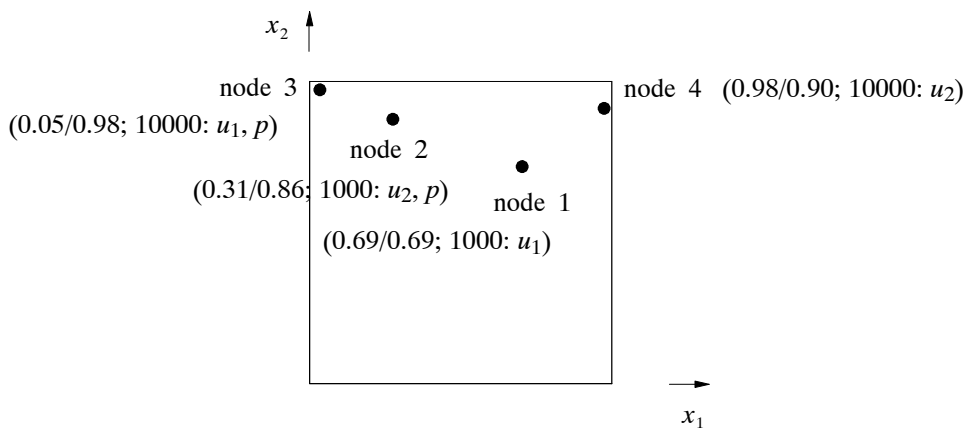 x2
node 3
node 4 (0.98/0.90; 10000: u2)
(0.05/0.98; 10000: u1, p)
node 2
(0.31/0.86; 1000: u2, p)
node 1
(0.69/0.69; 1000: u1)
x1